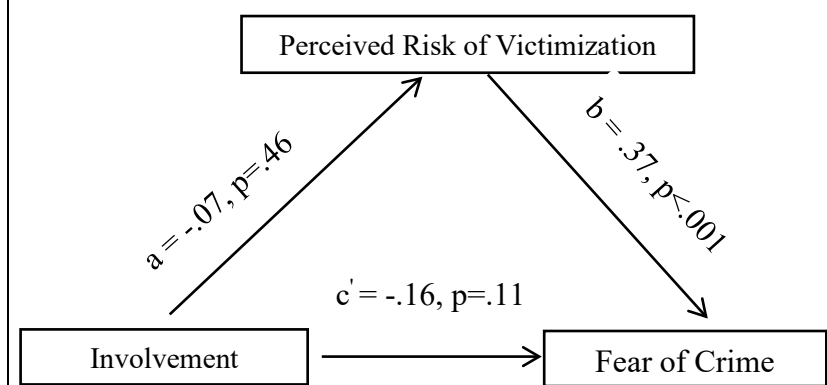 Perceived Risk of Victimization
a = -.07, p=.46
b = .37, p<.001
c' = -.16, p=.11
Involvement
Fear of Crime